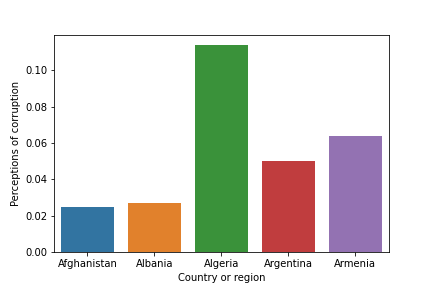 0.10
0.08
0.06
0.04
0.02
0.00
Perceptions of corruption
Afghanistan Albania Algeria Argentina Armenia
Country or region